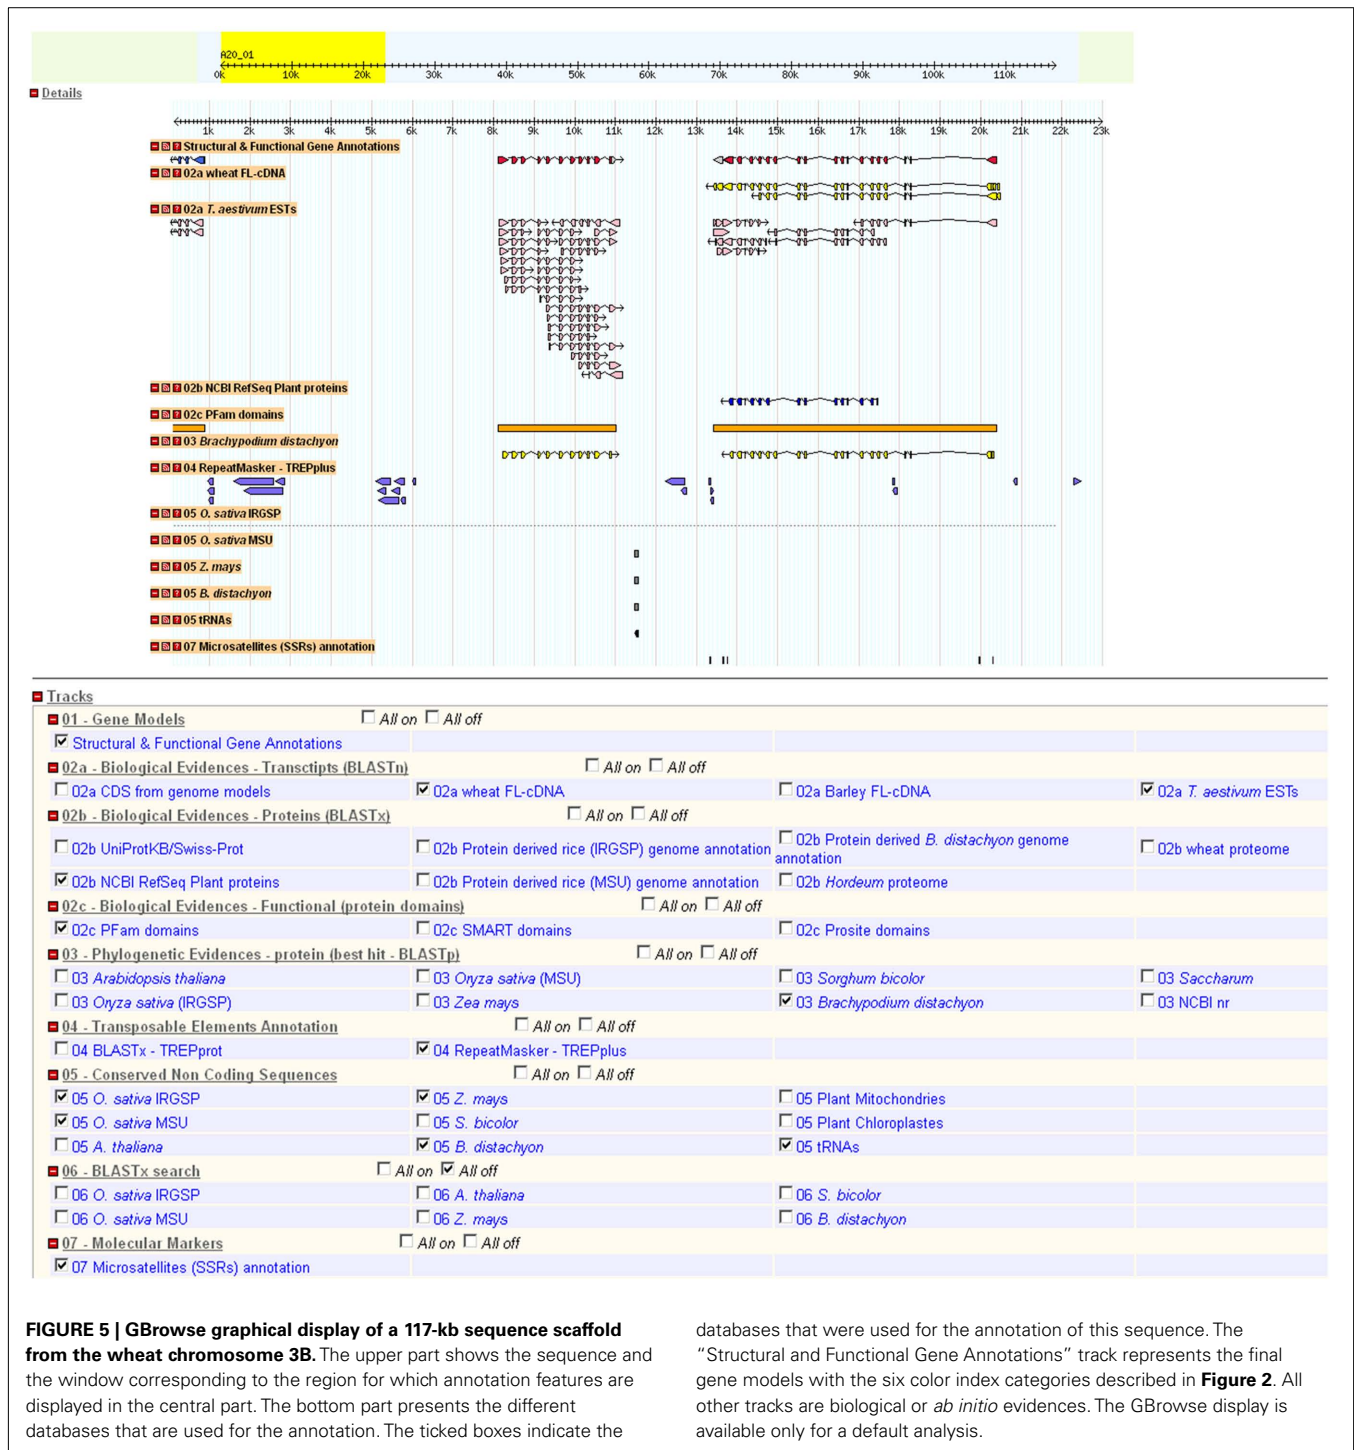 A20_01
0k 10k 20k 30k 40k 50k 60k 70k 80k 90k 100k 110k
Details
1k 2k 3k 4k 5k 6k 7k 8k 9k 10k 11k 12k 13k 14k 15k 16k 17k 18k 19k 20k 21k 22k 23k
Structural & Functional Gene Annotations
02a wheat FL-cDNA
02a T. aestivum ESTs
02b NCBI RefSeq Plant proteins
02c PFam domains
03 Brachypodium distachyon
04 RepeatMasker - TREPplus
05 O. sativa IRGSP
05 O. sativa MSU
05 Z. mays
05 B. distachyon
05 tRNAs
07 Microsatellites (SSRs) annotation
Tracks
01 - Gene Models All on All off
Structural & Functional Gene Annotations
02a - Biological Evidences - Transctipts (BLASTn) All on All off
02a CDS from genome models 02a wheat FL-cDNA 02a Barley FL-cDNA 02a T. aestivum ESTs
02b - Biological Evidences - Proteins (BLASTx) All on All off
02b UniProtKB/Swiss-Prot 02b Protein derived rice (IRGSP) genome annotation 02b Protein derived B. distachyon genome annotation 02b wheat proteome
02b NCBI RefSeq Plant proteins 02b Protein derived rice (MSU) genome annotation 02b Hordeum proteome
02c - Biological Evidences - Functional (protein domains) All on All off
02c PFam domains 02c SMART domains 02c Prosite domains
03 - Phylogenetic Evidences - protein (best hit - BLASTp) All on All off
03 Arabidopsis thaliana 03 Oryza sativa (MSU) 03 Sorghum bicolor 03 Saccharum
03 Oryza sativa (IRGSP) 03 Zea mays 03 Brachypodium distachyon 03 NCBI nr
04 - Transposable Elements Annotation All on All off
04 BLASTx - TREPprot 04 RepeatMasker - TREPplus
05 - Conserved Non Coding Sequences All on All off
05 O. sativa IRGSP 05 Z. mays 05 Plant Mitochondries
05 O. sativa MSU 05 S. bicolor 05 Plant Chloroplastes
05 A. thaliana 05 B. distachyon 05 tRNAs
06 - BLASTx search All on All off
06 O. sativa IRGSP 06 A. thaliana 06 S. bicolor
06 O. sativa MSU 06 Z. mays 06 B. distachyon
07 - Molecular Markers All on All off
07 Microsatellites (SSRs) annotation
FIGURE 5 | GBrowse graphical display of a 117-kb sequence scaffold
from the wheat chromosome 3B. The upper part shows the sequence and
the window corresponding to the region for which annotation features are
displayed in the central part. The bottom part presents the different
databases that are used for the annotation. The ticked boxes indicate the
databases that were used for the annotation of this sequence. The
"Structural and Functional Gene Annotations" track represents the final
gene models with the six color index categories described in Figure 2. All
other tracks are biological or ab initio evidences. The GBrowse display is
available only for a default analysis.